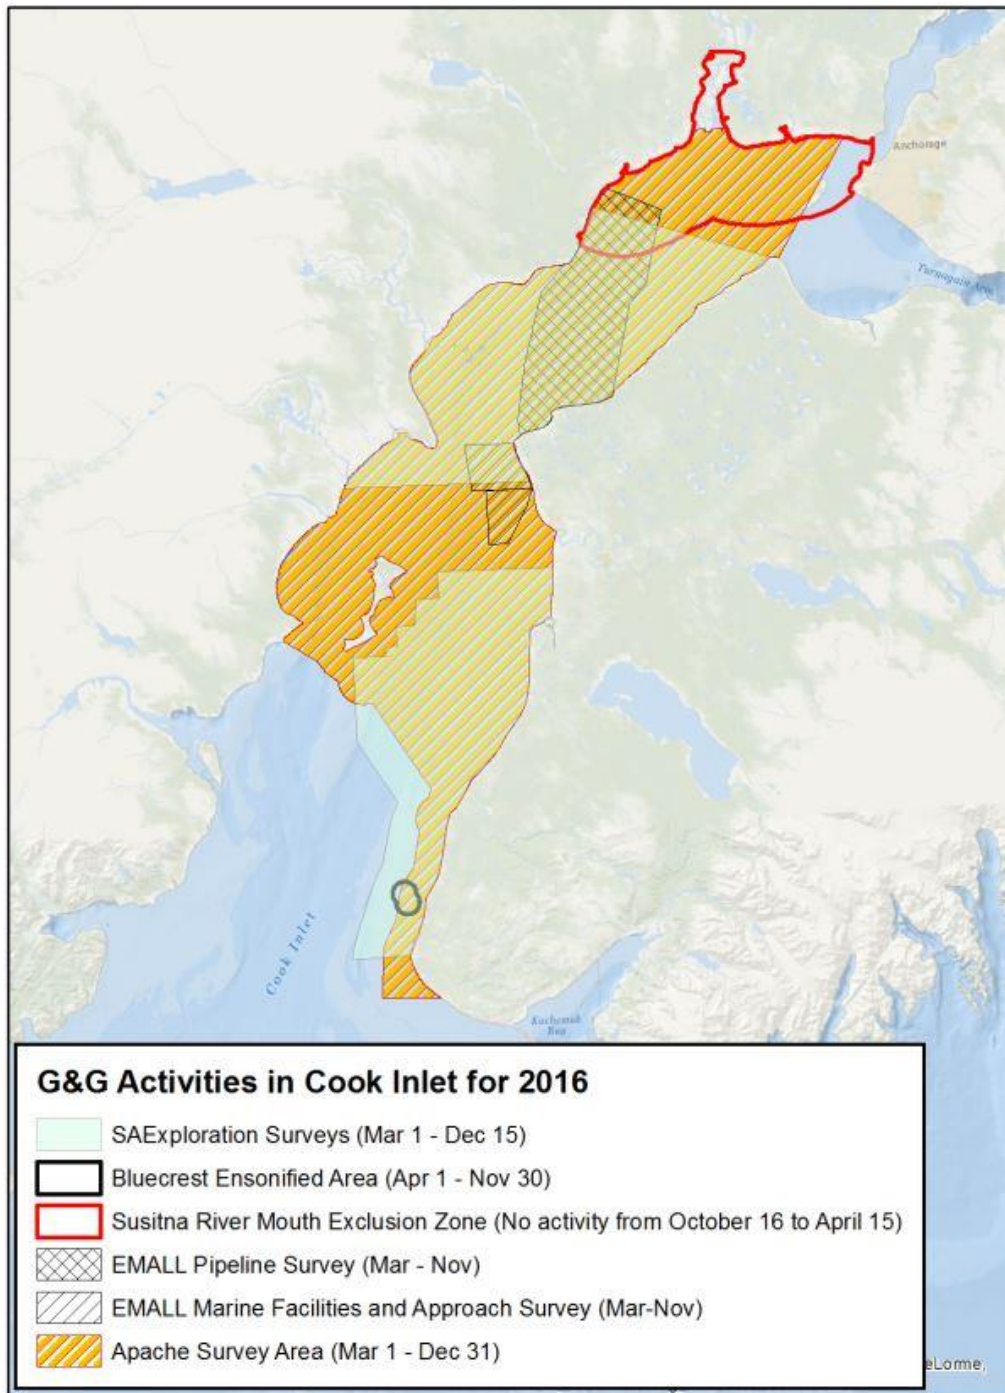 Anchorage
Turnagain Arm
Cook Inlet
Kachemak
Bay
G&G Activities in Cook Inlet for 2016
SAExploration Surveys (Mar 1 - Dec 15)
Bluecrest Ensonified Area (Apr 1 - Nov 30)
Susitna River Mouth Exclusion Zone (No activity from October 16 to April 15)
EMALL Pipeline Survey (Mar - Nov)
EMALL Marine Facilities and Approach Survey (Mar-Nov)
Apache Survey Area (Mar 1 - Dec 31)
eLorme,